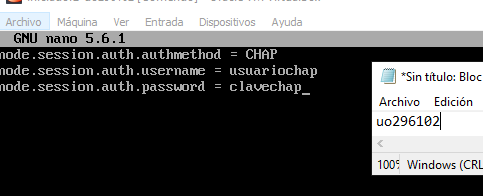 Archivo Máquina Ver Entrada Dispositivos Ayuda
GNU nano 5.6.1
node.session.auth.authmethod = CHAP
node.session.auth.username = usuariochap
node.session.auth.password = clavechap_
*Sin título: Bloc
Archivo Edición
uo296102
100% Windows (CRL